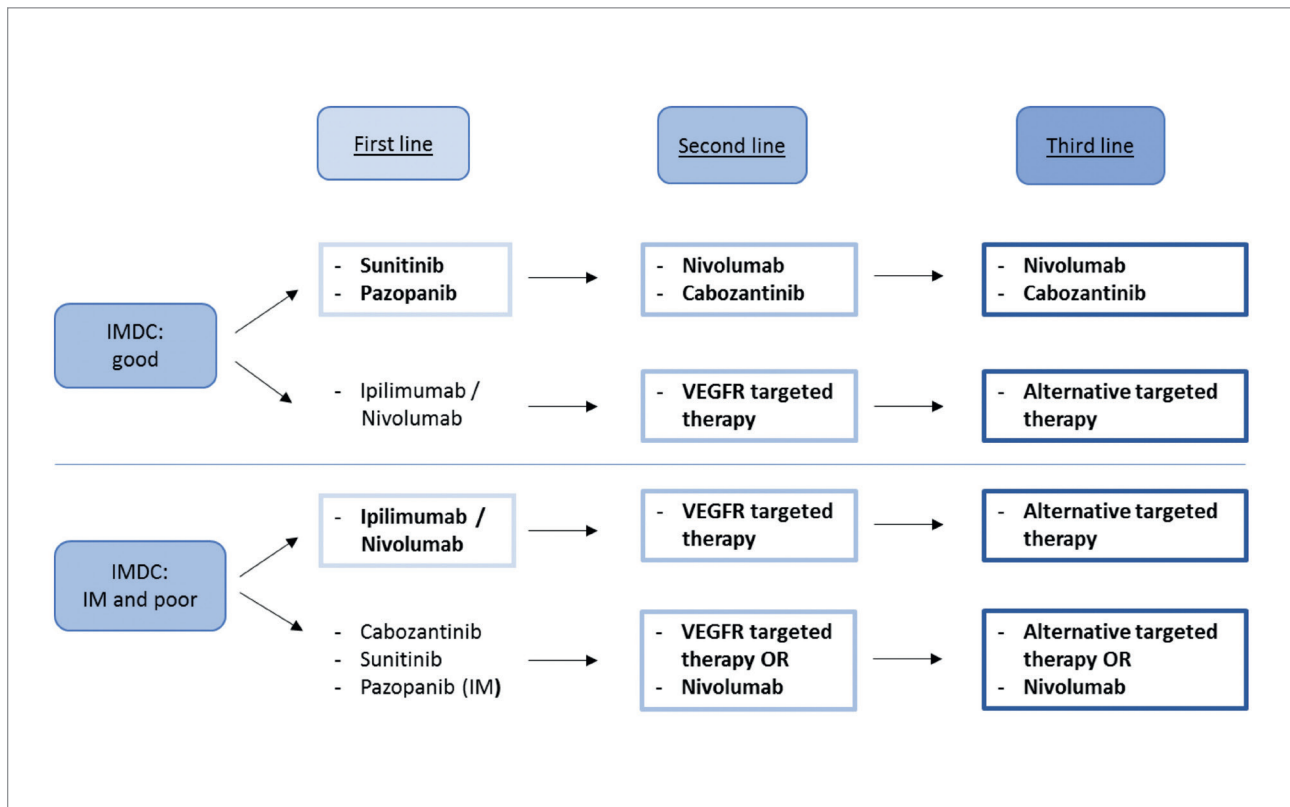 First line
Second line
Third line
IMDC:
good
- Sunitinib
- Pazopanib
- Nivolumab
- Cabozantinib
- Nivolumab
- Cabozantinib
- Ipilimumab /
Nivolumab
- VEGFR targeted
therapy
- Alternative targeted
therapy
IMDC:
IM and poor
- Ipilimumab /
Nivolumab
- VEGFR targeted
therapy
- Alternative targeted
therapy
- Cabozantinib
- Sunitinib
- Pazopanib (IM)
- VEGFR targeted
therapy OR
- Nivolumab
- Alternative targeted
therapy OR
- Nivolumab